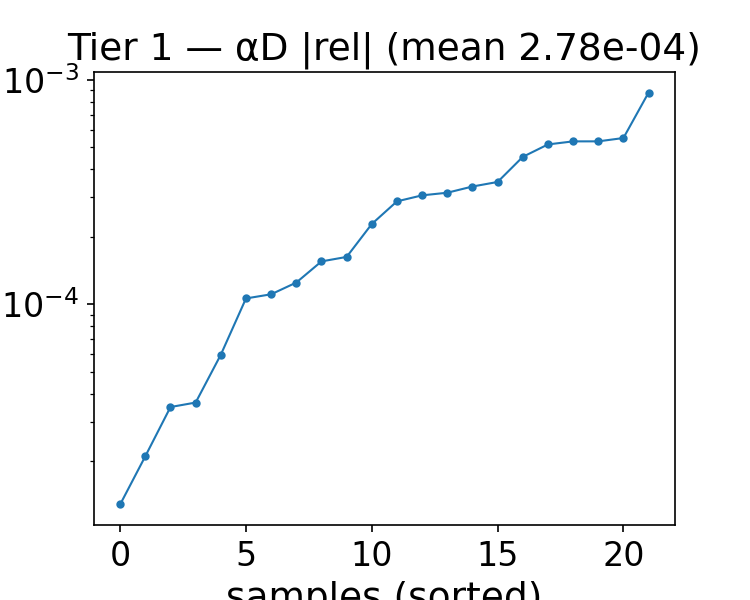 Tier 1 — αD |rel| (mean 2.78e-04)
10⁻³
10⁻⁴
0 5 10 15 20
samples (sorted)